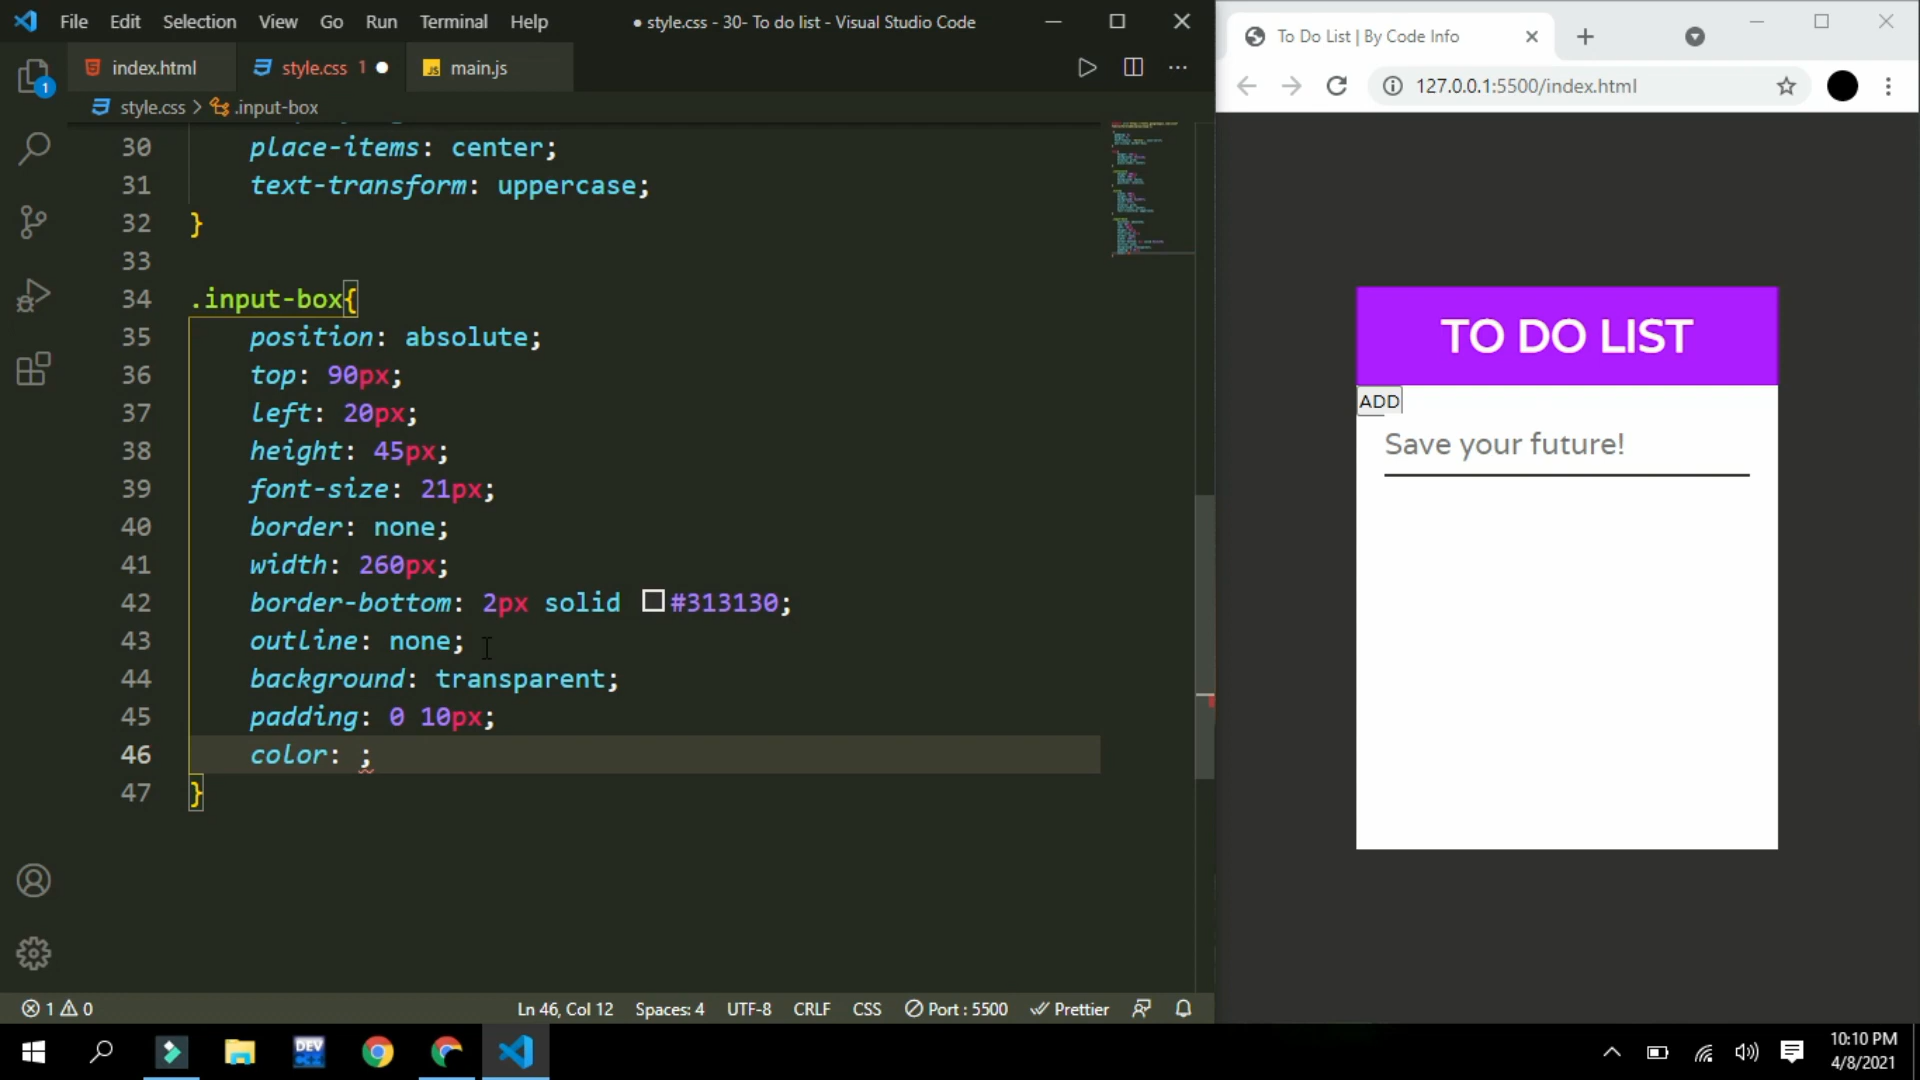 File Edit Selection View Go Run Terminal Help
● style.css - 30- To do list - Visual Studio Code
index.html
style.css 1 ●
JS main.js
style.css > .input-box
30 place-items: center;
31 text-transform: uppercase;
32 }
33
34 .input-box{
35 position: absolute;
36 top: 90px;
37 left: 20px;
38 height: 45px;
39 font-size: 21px;
40 border: none;
41 width: 260px;
42 border-bottom: 2px solid #313130;
43 outline: none;
44 background: transparent;
45 padding: 0 10px;
46 color: ;
47 }
1
1 0
Ln 46, Col 12 Spaces: 4 UTF-8 CRLF CSS Port : 5500 Prettier
To Do List | By Code Info
127.0.0.1:5500/index.html
TO DO LIST
ADD
Save your future!
DEV
C++
10:10 PM
4/8/2021